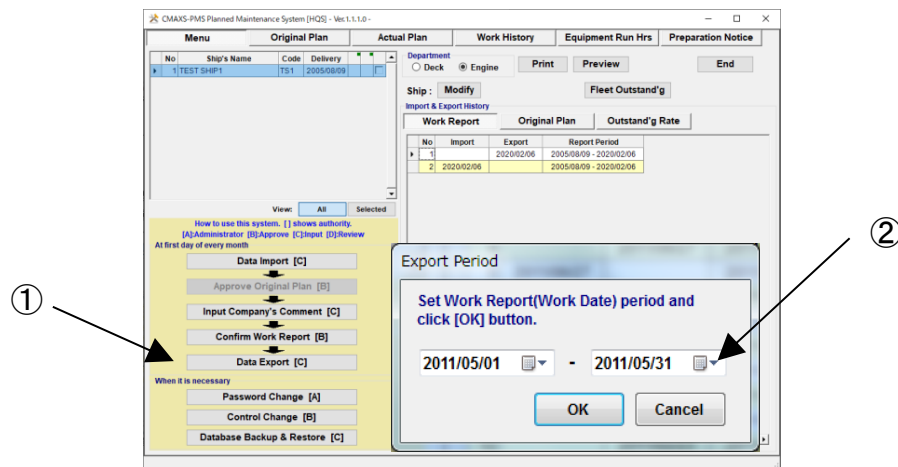 CMAXS-PMS Planned Maintenance System [HQS] - Ver.1.1.1.0 -
Menu Original Plan Actual Plan Work History Equipment Run Hrs Preparation Notice
No Ship's Name Code Delivery
1 TEST SHIP1 TS1 2005/08/09
View: All Selected
How to use this system. [ ] shows authority.
[A]:Administrator [B]:Approve [C]:Input [D]:Review
At first day of every month
Data Import [C]
Approve Original Plan [B]
Input Company's Comment [C]
Confirm Work Report [B]
Data Export [C]
When it is necessary
Password Change [A]
Control Change [B]
Database Backup & Restore [C]
Department
Deck Engine Print Preview End
Ship : Modify Fleet Outstand'g
Import & Export History
Work Report Original Plan Outstand'g Rate
No Import Export Report Period
1 2020/02/06 2005/08/09 - 2020/02/06
2 2020/02/06 2005/08/09 - 2020/02/06
Export Period
Set Work Report(Work Date) period and
click [OK] button.
2011/05/01 - 2011/05/31
OK Cancel
①
②